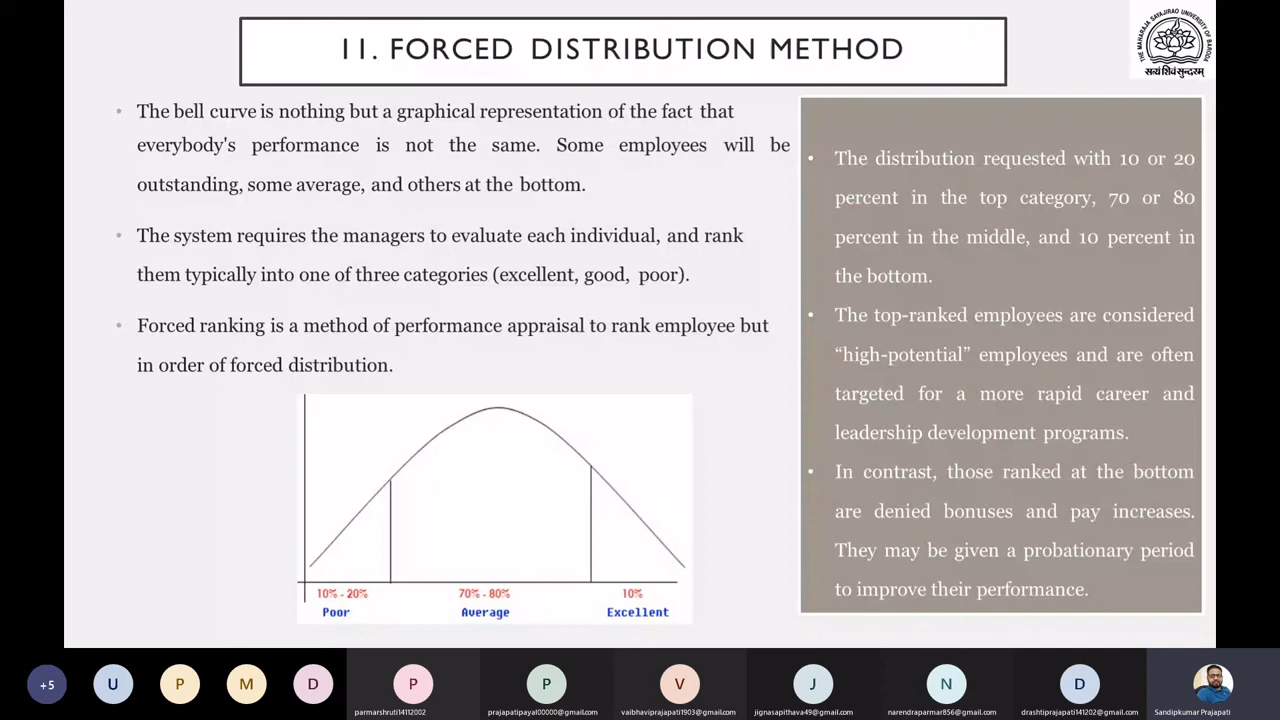 11. FORCED DISTRIBUTION METHOD
THE MAHARAJA SAYAJIRAO UNIVERSITY OF BARODA
सत्यं शिवं सुन्दरम्
• The bell curve is nothing but a graphical representation of the fact that
everybody's performance is not the same. Some employees will be
outstanding, some average, and others at the bottom.
• The system requires the managers to evaluate each individual, and rank
them typically into one of three categories (excellent, good, poor).
• Forced ranking is a method of performance appraisal to rank employee but
in order of forced distribution.
10% - 20% 70% - 80% 10%
Poor Average Excellent
• The distribution requested with 10 or 20
percent in the top category, 70 or 80
percent in the middle, and 10 percent in
the bottom.
• The top-ranked employees are considered
“high-potential” employees and are often
targeted for a more rapid career and
leadership development programs.
• In contrast, those ranked at the bottom
are denied bonuses and pay increases.
They may be given a probationary period
to improve their performance.
+5 U P M D P P V J N D
parmarshruti14112002 prajapatipayal00000@gmail.com vaibhaviprajapati1903@gmail.com jignasapithava49@gmail.com narendraparmar856@gmail.com drashtiprajapati141202@gmail.com Sandipkumar Prajapati